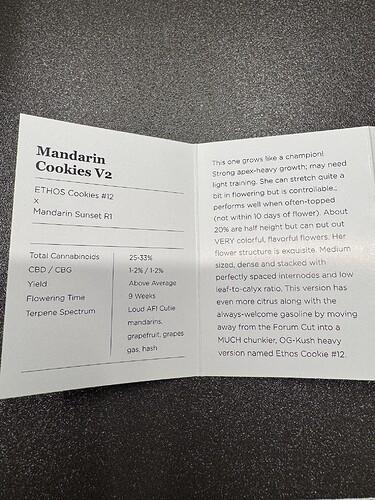 Mandarin
Cookies V2
ETHOS Cookies #12
x
Mandarin Sunset R1
Total Cannabinoids 25-33%
CBD / CBG 1-2% / 1-2%
Yield Above Average
Flowering Time 9 Weeks
Terpene Spectrum Loud AF! Cutie
mandarins,
grapefruit, grapes
gas, hash
This one grows like a champion!
Strong apex-heavy growth; may need
light training. She can stretch quite a
bit in flowering but is controllable...
performs well when often-topped
(not within 10 days of flower). About
20% are half height but can put out
VERY colorful, flavorful flowers. Her
flower structure is exquisite. Medium
sized, dense and stacked with
perfectly spaced internodes and low
leaf-to-calyx ratio. This version has
even more citrus along with the
always-welcome gasoline by moving
away from the Forum Cut into a
MUCH chunkier, OG-Kush heavy
version named Ethos Cookie #12.